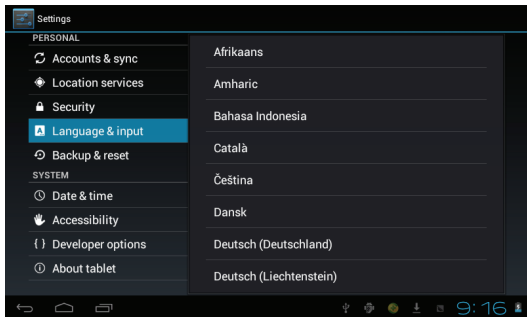 Settings
PERSONAL
Accounts & sync
Location services
Security
Language & input
Backup & reset
SYSTEM
Date & time
Accessibility
{ } Developer options
About tablet
Afrikaans
Amharic
Bahasa Indonesia
Català
Čeština
Dansk
Deutsch (Deutschland)
Deutsch (Liechtenstein)
9:16